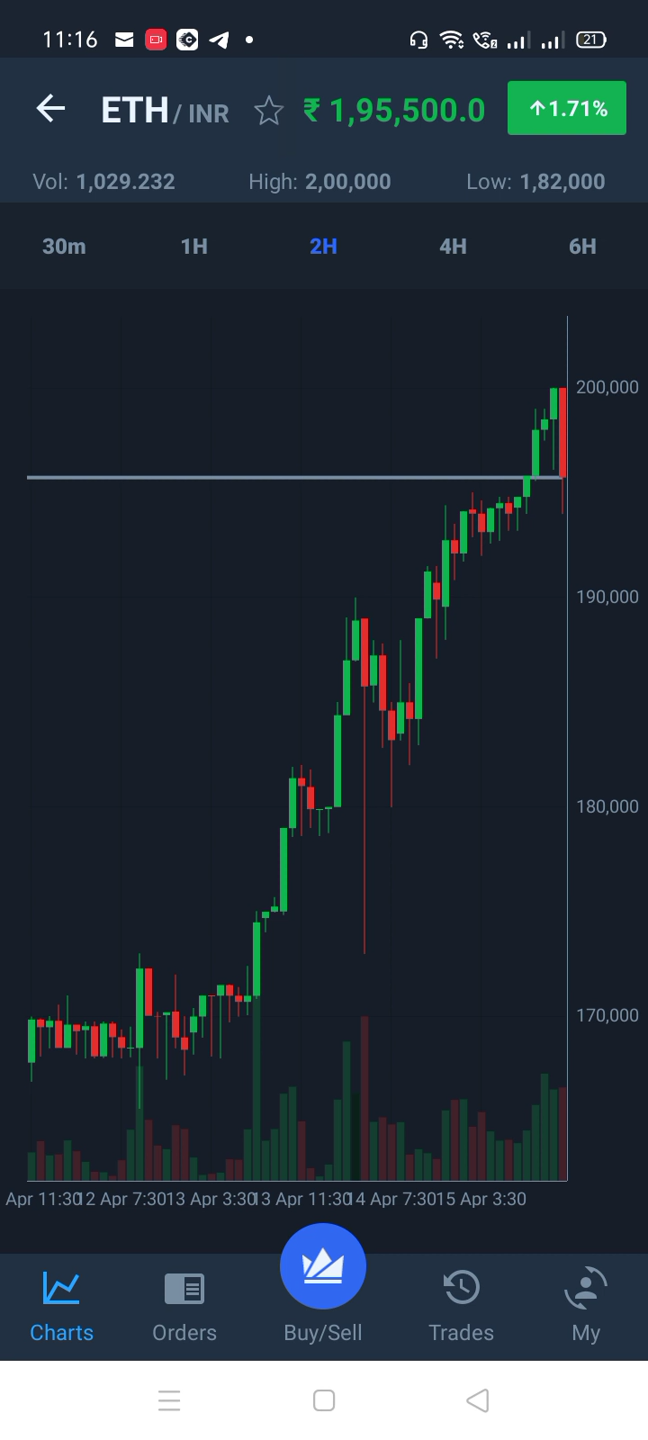 11:16 21
ETH / INR ₹ 1,95,500.0 ↑1.71%
Vol: 1,029.232 High: 2,00,000 Low: 1,82,000
30m 1H 2H 4H 6H
200,000
190,000
180,000
170,000
Apr 11:30 12 Apr 7:30 13 Apr 3:30 13 Apr 11:30 14 Apr 7:30 15 Apr 3:30
Charts Orders Buy/Sell Trades My